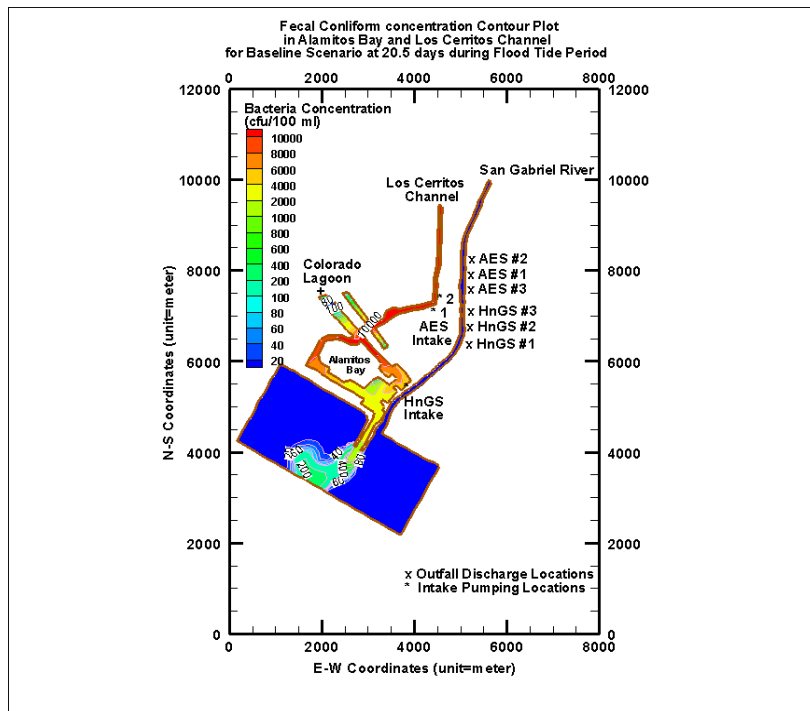 Fecal Conliform concentration Contour Plot
in Alamitos Bay and Los Cerritos Channel
for Baseline Scenario at 20.5 days during Flood Tide Period
0 2000 4000 6000 8000
12000 12000
Bacteria Concentration
(cfu/100 ml)
10000
8000
6000
4000
2000
1000
800
600
400
200
100
80
60
40
20
San Gabriel River
Los Cerritos
Channel
10000 10000
x AES #2
x AES #1
x AES #3
Colorado
Lagoon
+
8000 8000
* 2
* 1
AES
Intake
x HnGS #3
x HnGS #2
x HnGS #1
10000
Alamitos
Bay
6000 6000
HnGS
Intake
N-S Coordinates (unit=meter)
4000 4000
40
80
200
2000 2000
x Outfall Discharge Locations
* Intake Pumping Locations
0 0
0 2000 4000 6000 8000
E-W Coordinates (unit=meter)